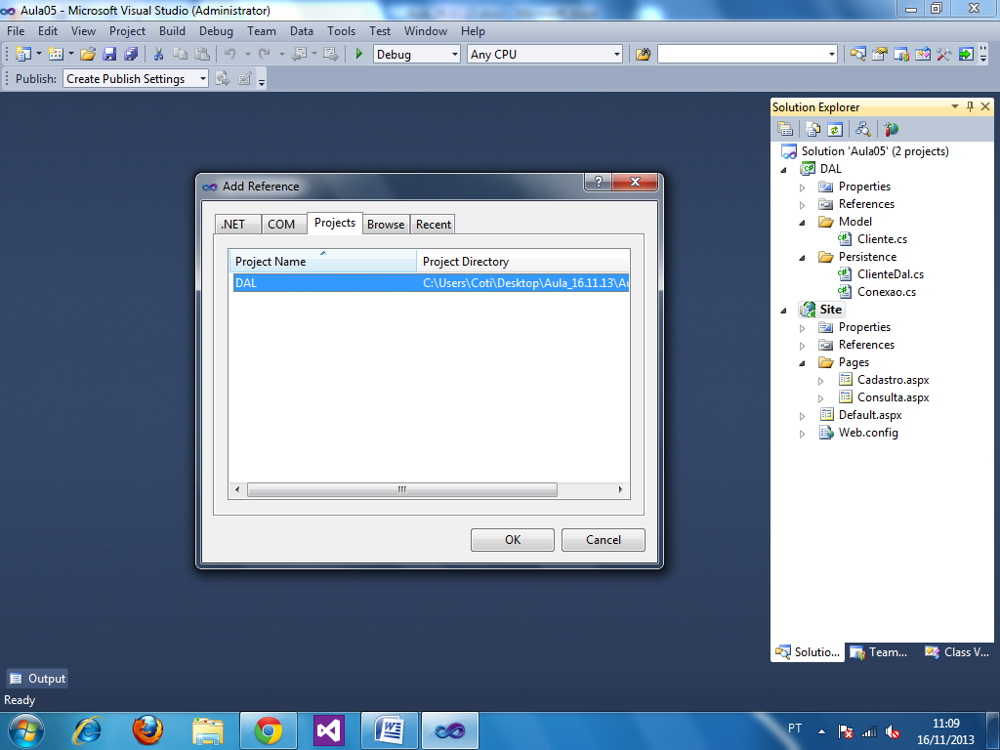 Aula05 - Microsoft Visual Studio (Administrator)
File Edit View Project Build Debug Team Data Tools Test Window Help
Debug Any CPU
Publish: Create Publish Settings
Solution Explorer
Solution 'Aula05' (2 projects)
DAL
Properties
References
Model
Cliente.cs
Persistence
ClienteDal.cs
Conexao.cs
Site
Properties
References
Pages
Cadastro.aspx
Consulta.aspx
Default.aspx
Web.config
Add Reference
.NET COM Projects Browse Recent
Project Name Project Directory
DAL C:\Users\Coti\Desktop\Aula_16.11.13\Au
OK Cancel
Solutio... Team... Class V...
Output
Ready
PT
11:09
16/11/2013